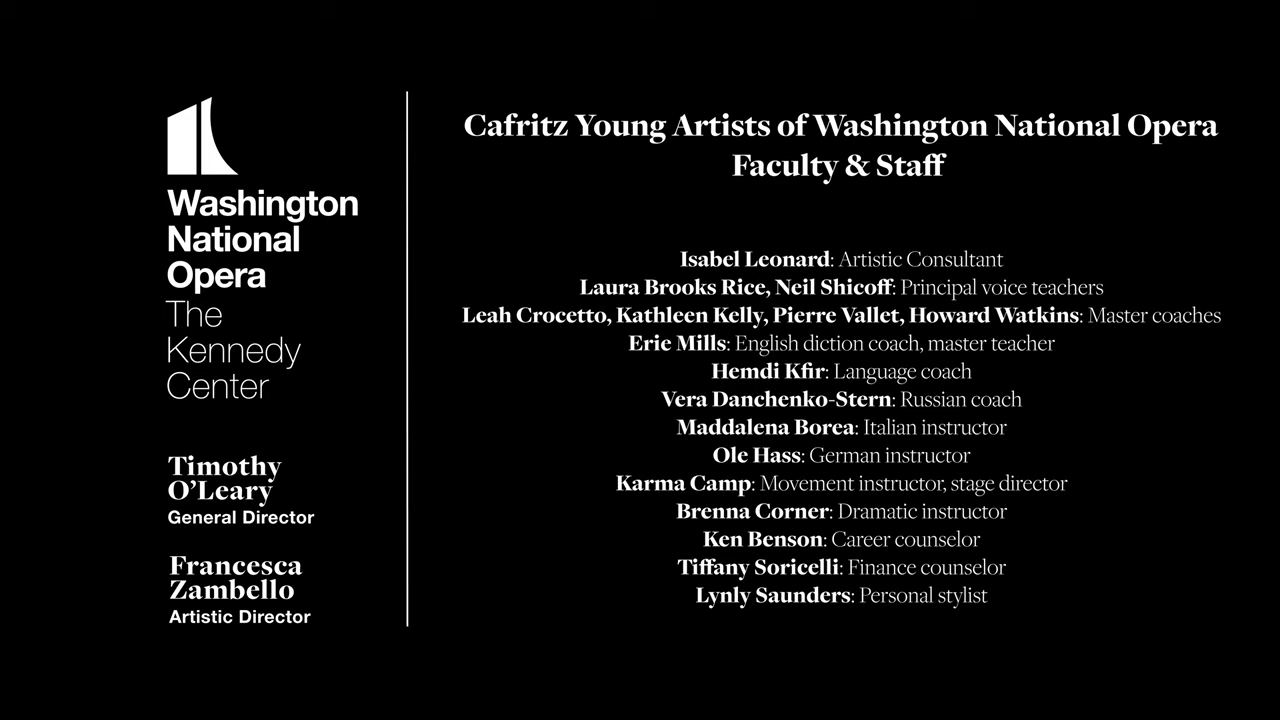 Washington
National
Opera
The
Kennedy
Center
Timothy
O'Leary
General Director
Francesca
Zambello
Artistic Director
Cafritz Young Artists of Washington National Opera
Faculty & Staff
Isabel Leonard: Artistic Consultant
Laura Brooks Rice, Neil Shicoff: Principal voice teachers
Leah Crocetto, Kathleen Kelly, Pierre Vallet, Howard Watkins: Master coaches
Erie Mills: English diction coach, master teacher
Hemdi Kfir: Language coach
Vera Danchenko-Stern: Russian coach
Maddalena Borea: Italian instructor
Ole Hass: German instructor
Karma Camp: Movement instructor, stage director
Brenna Corner: Dramatic instructor
Ken Benson: Career counselor
Tiffany Soricelli: Finance counselor
Lynly Saunders: Personal stylist